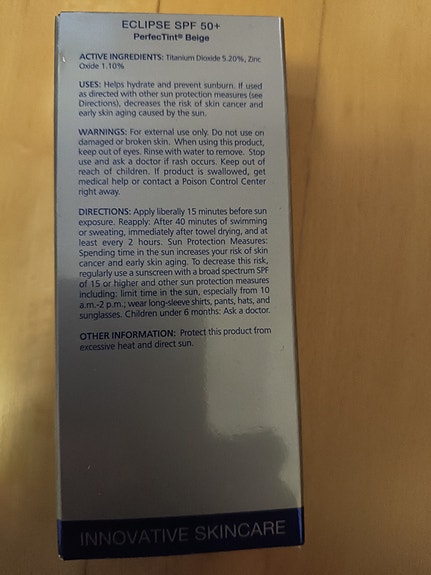 ECLIPSE SPF 50+
PerfecTint® Beige
ACTIVE INGREDIENTS: Titanium Dioxide 5.20%, Zinc
Oxide 1.10%
USES: Helps hydrate and prevent sunburn. If used
as directed with other sun protection measures (see
Directions), decreases the risk of skin cancer and
early skin aging caused by the sun.
WARNINGS: For external use only. Do not use on
damaged or broken skin. When using this product,
keep out of eyes. Rinse with water to remove. Stop
use and ask a doctor if rash occurs. Keep out of
reach of children. If product is swallowed, get
medical help or contact a Poison Control Center
right away.
DIRECTIONS: Apply liberally 15 minutes before sun
exposure. Reapply: After 40 minutes of swimming
or sweating, immediately after towel drying, and at
least every 2 hours. Sun Protection Measures:
Spending time in the sun increases your risk of skin
cancer and early skin aging. To decrease this risk,
regularly use a sunscreen with a broad spectrum SPF
of 15 or higher and other sun protection measures
including: limit time in the sun, especially from 10
a.m.-2 p.m.; wear long-sleeve shirts, pants, hats, and
sunglasses. Children under 6 months: Ask a doctor.
OTHER INFORMATION: Protect this product from
excessive heat and direct sun.
INNOVATIVE SKINCARE